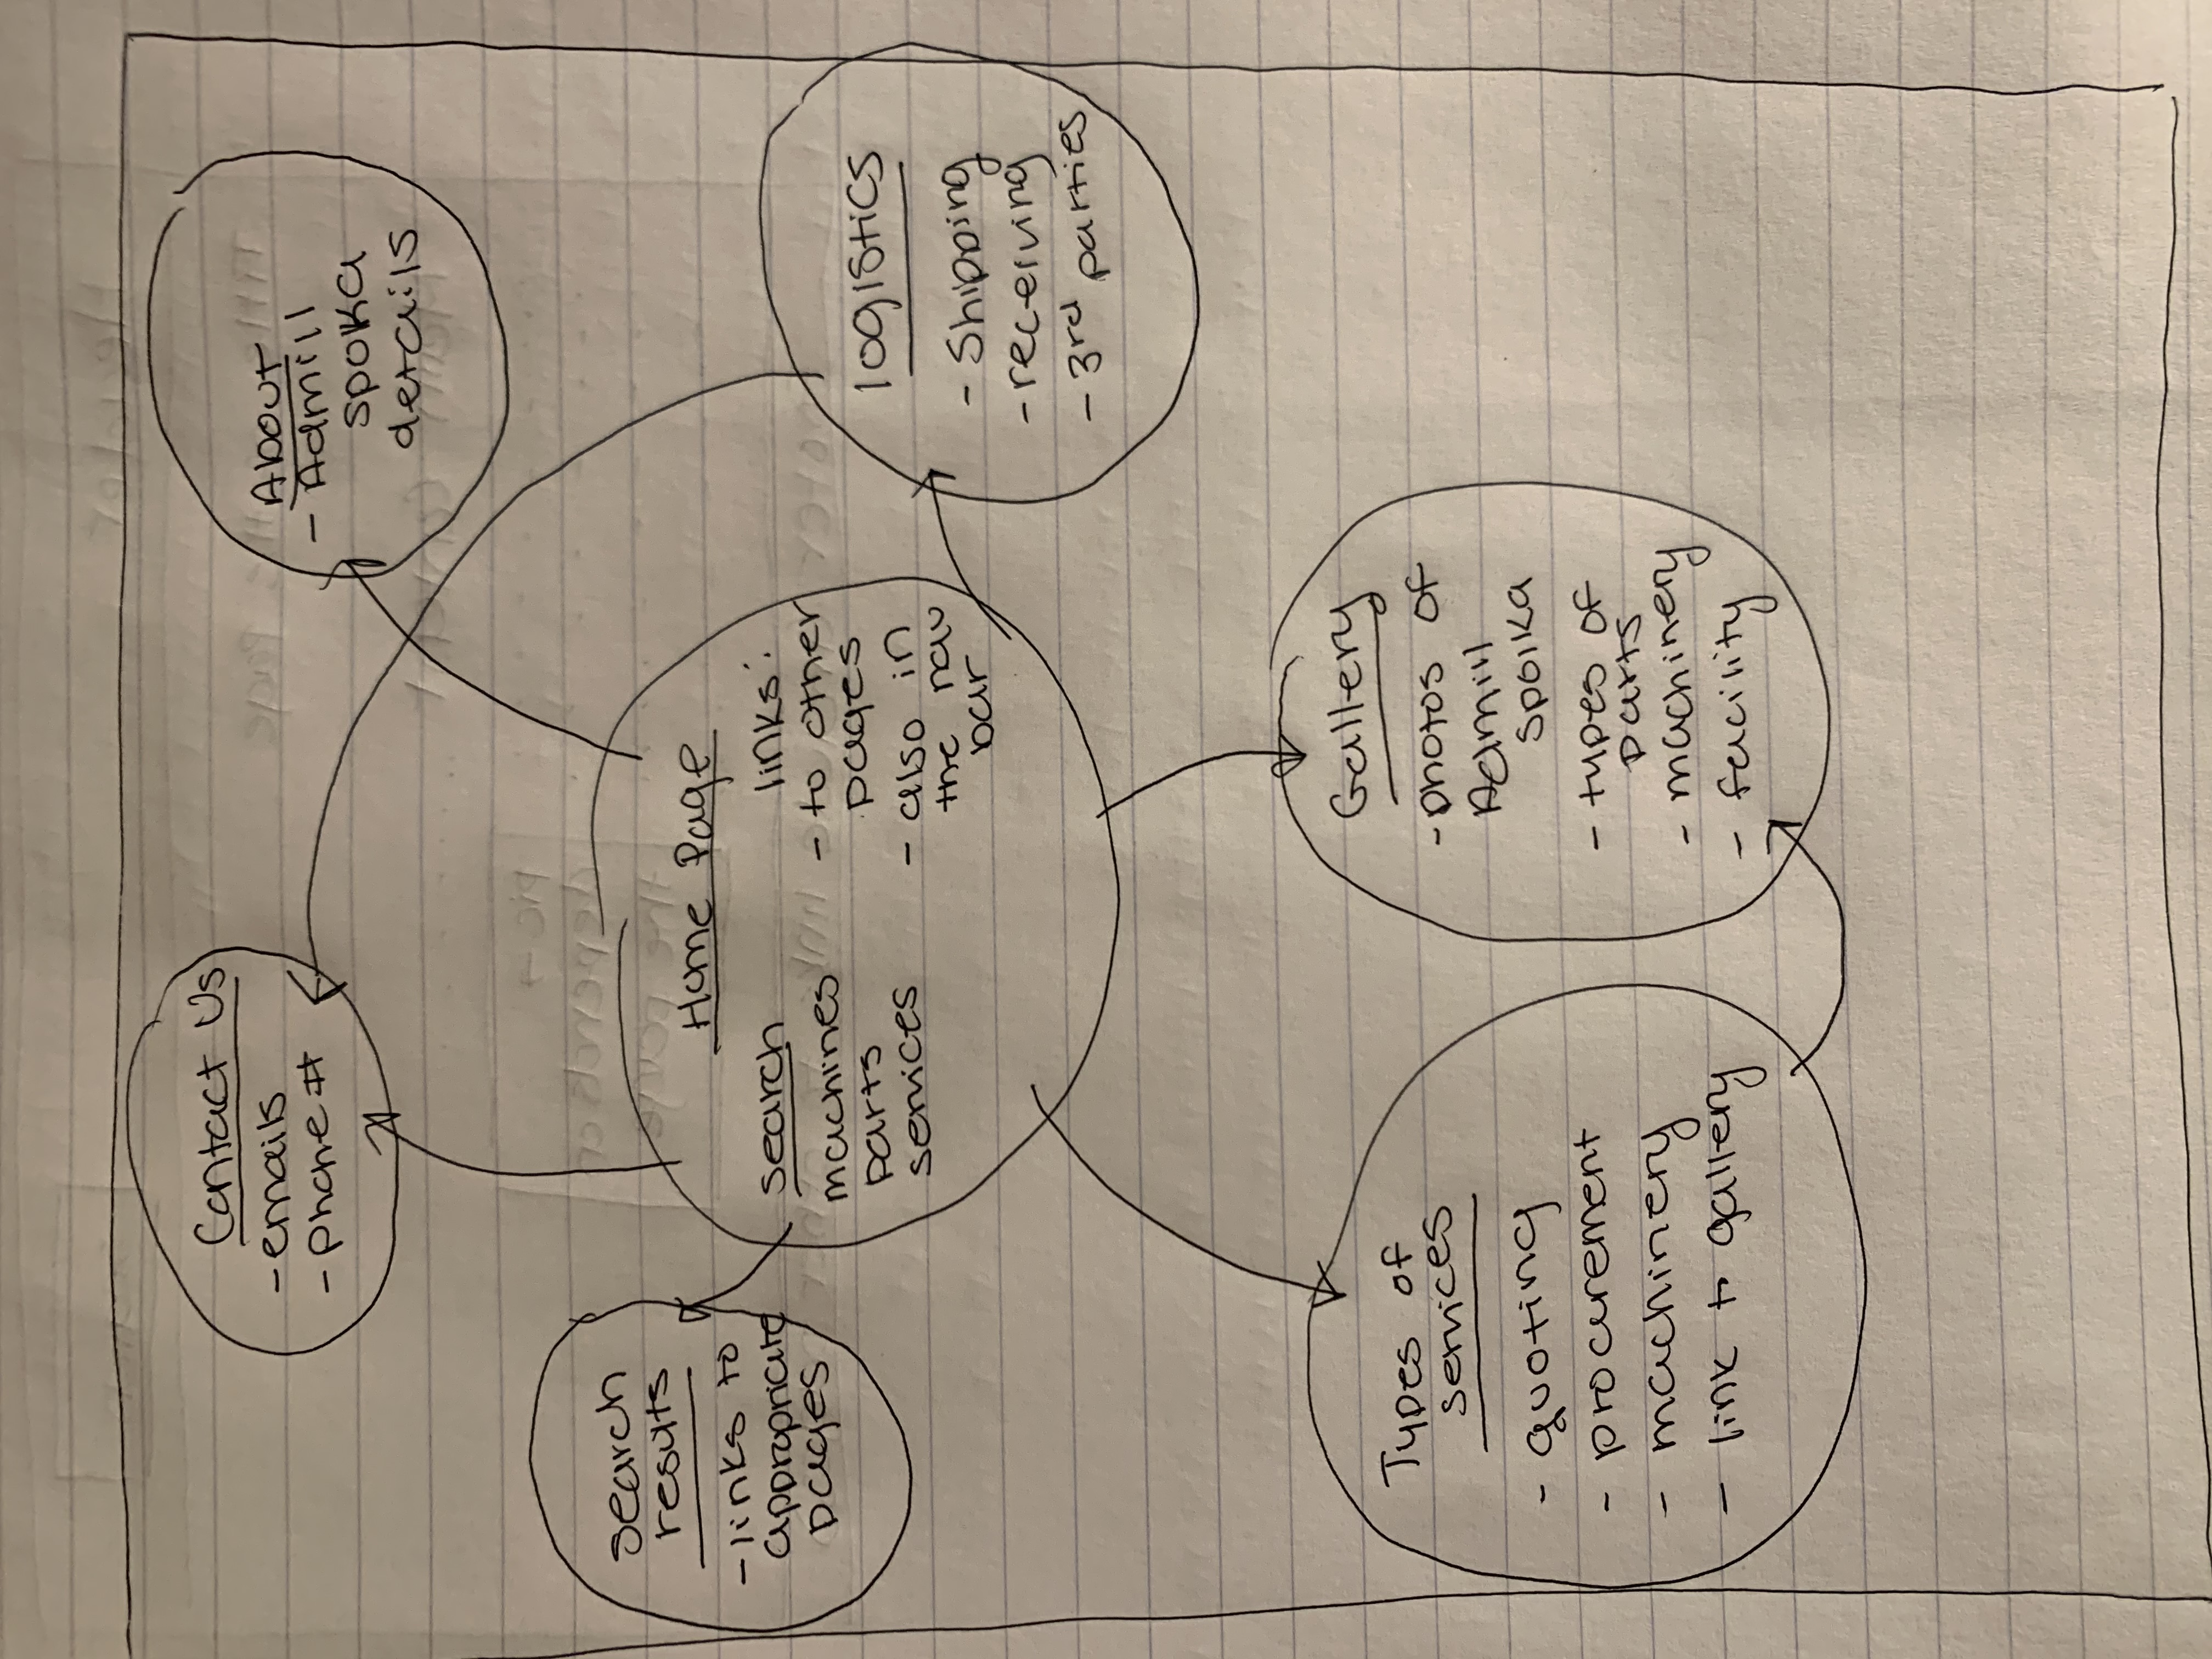 Contact Us
- emails
- Phone #
About
- Admill
spoka
details
search
results
- links to
appropriate
pages
Home Page
search
machines
parts
services
links:
- to other
pages
- also in
the nav
bar
logistics
- Shipping
- receiving
- 3rd parties
Types of
services
- quoting
- procurement
- machinery
- link to gallery
Gallery
- photos of
Admill
spolka
- types of
parts
- machinery
- facility